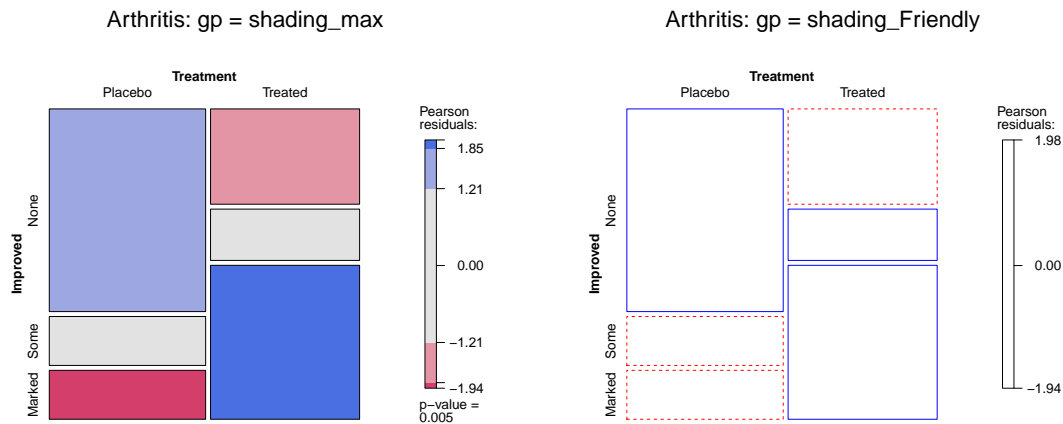 Arthritis: gp = shading_max
Treatment
Placebo Treated
Improved
None
Some
Marked
Pearson
residuals:
1.85
1.21
0.00
−1.21
−1.94
p−value =
0.005
Arthritis: gp = shading_Friendly
Treatment
Placebo Treated
Improved
None
Some
Marked
Pearson
residuals:
1.98
0.00
−1.94